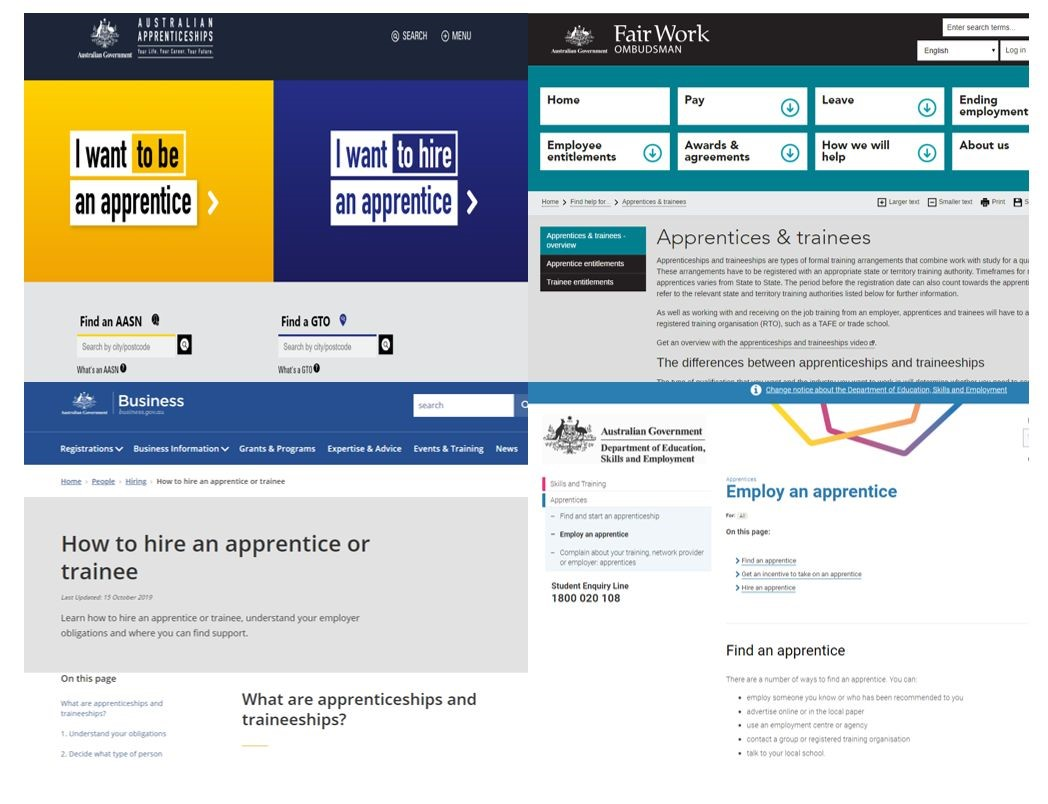 AUSTRALIAN
APPRENTICESHIPS
Your Life. Your Career. Your Future.
Australian Government
SEARCH
MENU
I want to be
an apprentice
I want to hire
an apprentice
Find an AASN
Search by city/postcode
What's an AASN
Find a GTO
Search by city/postcode
What's a GTO
Australian Government
Fair Work
OMBUDSMAN
Enter search terms...
English
Log in
Home
Pay
Leave
Ending
employment
Employee
entitlements
Awards &
agreements
How we will
help
About us
Home
Find help for...
Apprentices & trainees
Larger text
Smaller text
Print
S
Apprentices & trainees -
overview
Apprentice entitlements
Trainee entitlements
Apprentices & trainees
Apprenticeships and traineeships are types of formal training arrangements that combine work with study for a qua
These arrangements have to be registered with an appropriate state or territory training authority. Timeframes for r
apprentices varies from State to State. The period before the registration date can also count towards the apprenti
refer to the relevant state and territory training authorities listed below for further information.
As well as working with and receiving on the job training from an employer, apprentices and trainees will have to a
registered training organisation (RTO), such as a TAFE or trade school.
Get an overview with the apprenticeships and traineeships video.
The differences between apprenticeships and traineeships
Australian Government
Business
business.gov.au
search
Registrations
Business Information
Grants & Programs
Expertise & Advice
Events & Training
News
Home
People
Hiring
How to hire an apprentice or trainee
How to hire an apprentice or
trainee
Last Updated: 15 October 2019
Learn how to hire an apprentice or trainee, understand your employer
obligations and where you can find support.
On this page
What are apprenticeships and
traineeships?
1. Understand your obligations
2. Decide what type of person
What are apprenticeships and
traineeships?
Change notice about the Department of Education, Skills and Employment
Australian Government
Department of Education,
Skills and Employment
Skills and Training
Apprentices
– Find and start an apprenticeship
– Employ an apprentice
– Complain about your training, network provider
or employer: apprentices
Student Enquiry Line
1800 020 108
Apprentices
Employ an apprentice
For: All
On this page:
Find an apprentice
Get an incentive to take on an apprentice
Hire an apprentice
Find an apprentice
There are a number of ways to find an apprentice. You can:
• employ someone you know or who has been recommended to you
• advertise online or in the local paper
• use an employment centre or agency
• contact a group or registered training organisation
• talk to your local school.